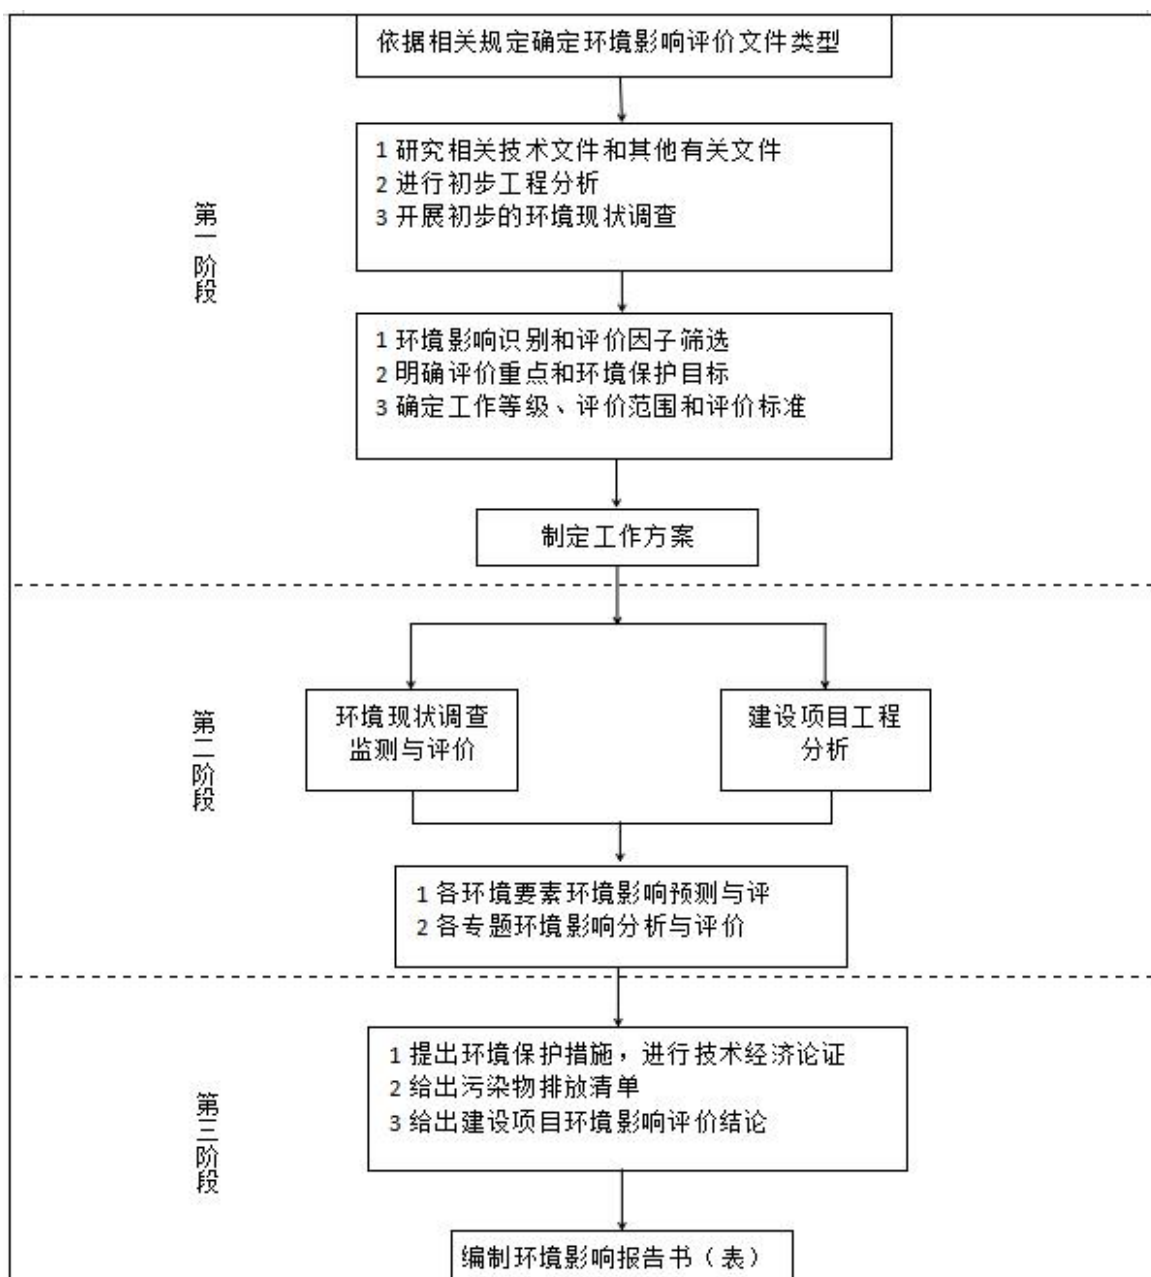 依据相关规定确定环境影响评价文件类型
1 研究相关技术文件和其他有关文件
2 进行初步工程分析
3 开展初步的环境现状调查
第一阶段
1 环境影响识别和评价因子筛选
2 明确评价重点和环境保护目标
3 确定工作等级、评价范围和评价标准
制定工作方案
环境现状调查
监测与评价
建设项目工程
分析
第二阶段
1 各环境要素环境影响预测与评
2 各专题环境影响分析与评价
1 提出环境保护措施，进行技术经济论证
2 给出污染物排放清单
3 给出建设项目环境影响评价结论
第三阶段
编制环境影响报告书（表）